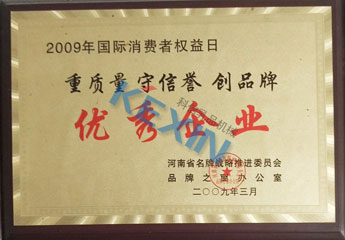 2009年国际消费者权益日
重质量 守信誉 创品牌
优秀企业
KEXIN
河南省名牌战略推进委员会
品牌之窗办公室
二〇〇九年三月